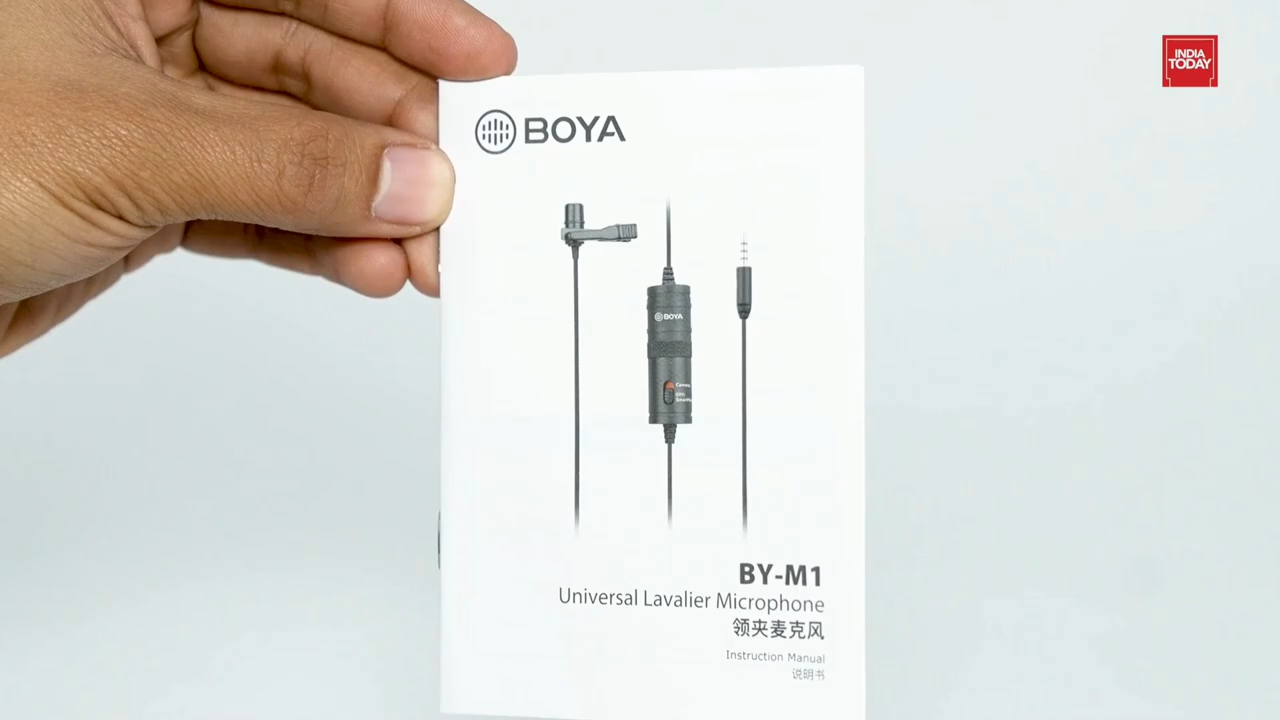 INDIA
TODAY
BOYA
BOYA
BY-M1
Universal Lavalier Microphone
领夹麦克风
Instruction Manual
说明书